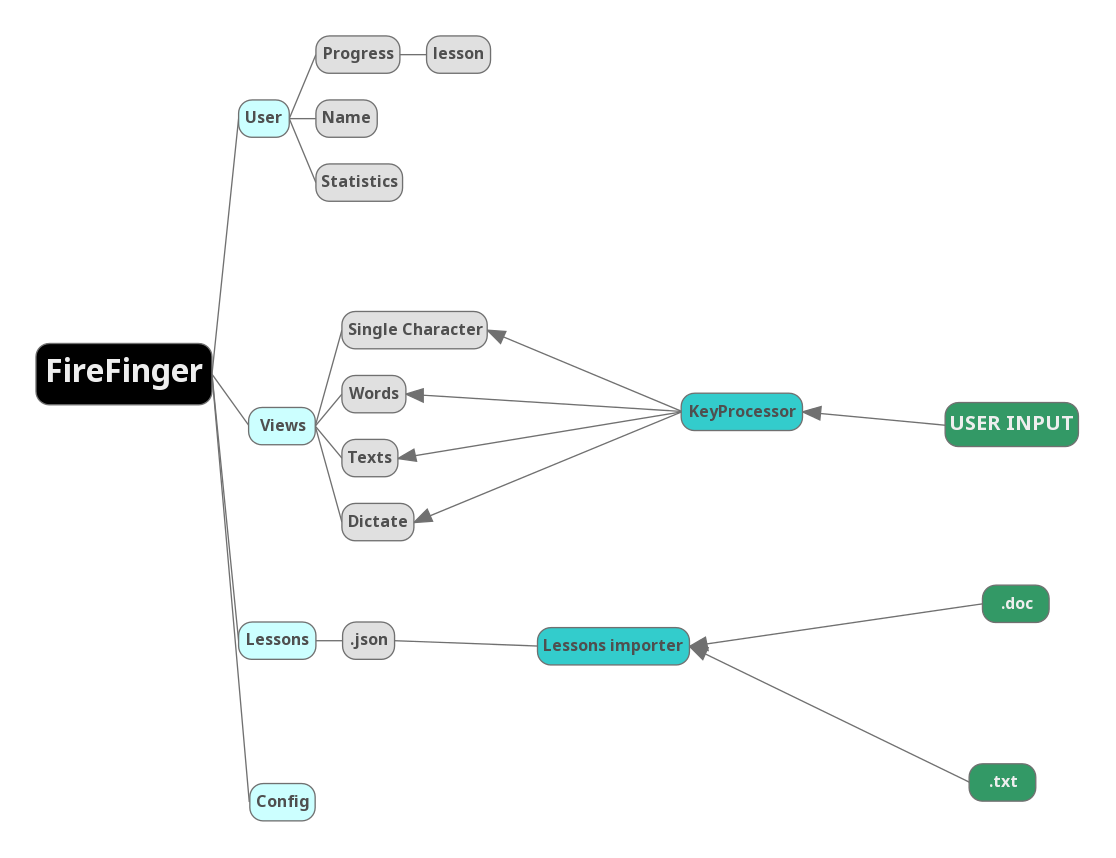 Progress
lesson
User
Name
Statistics
Single Character
FireFinger
Words
KeyProcessor
USER INPUT
Views
Texts
Dictate
.doc
Lessons
.json
Lessons importer
.txt
Config